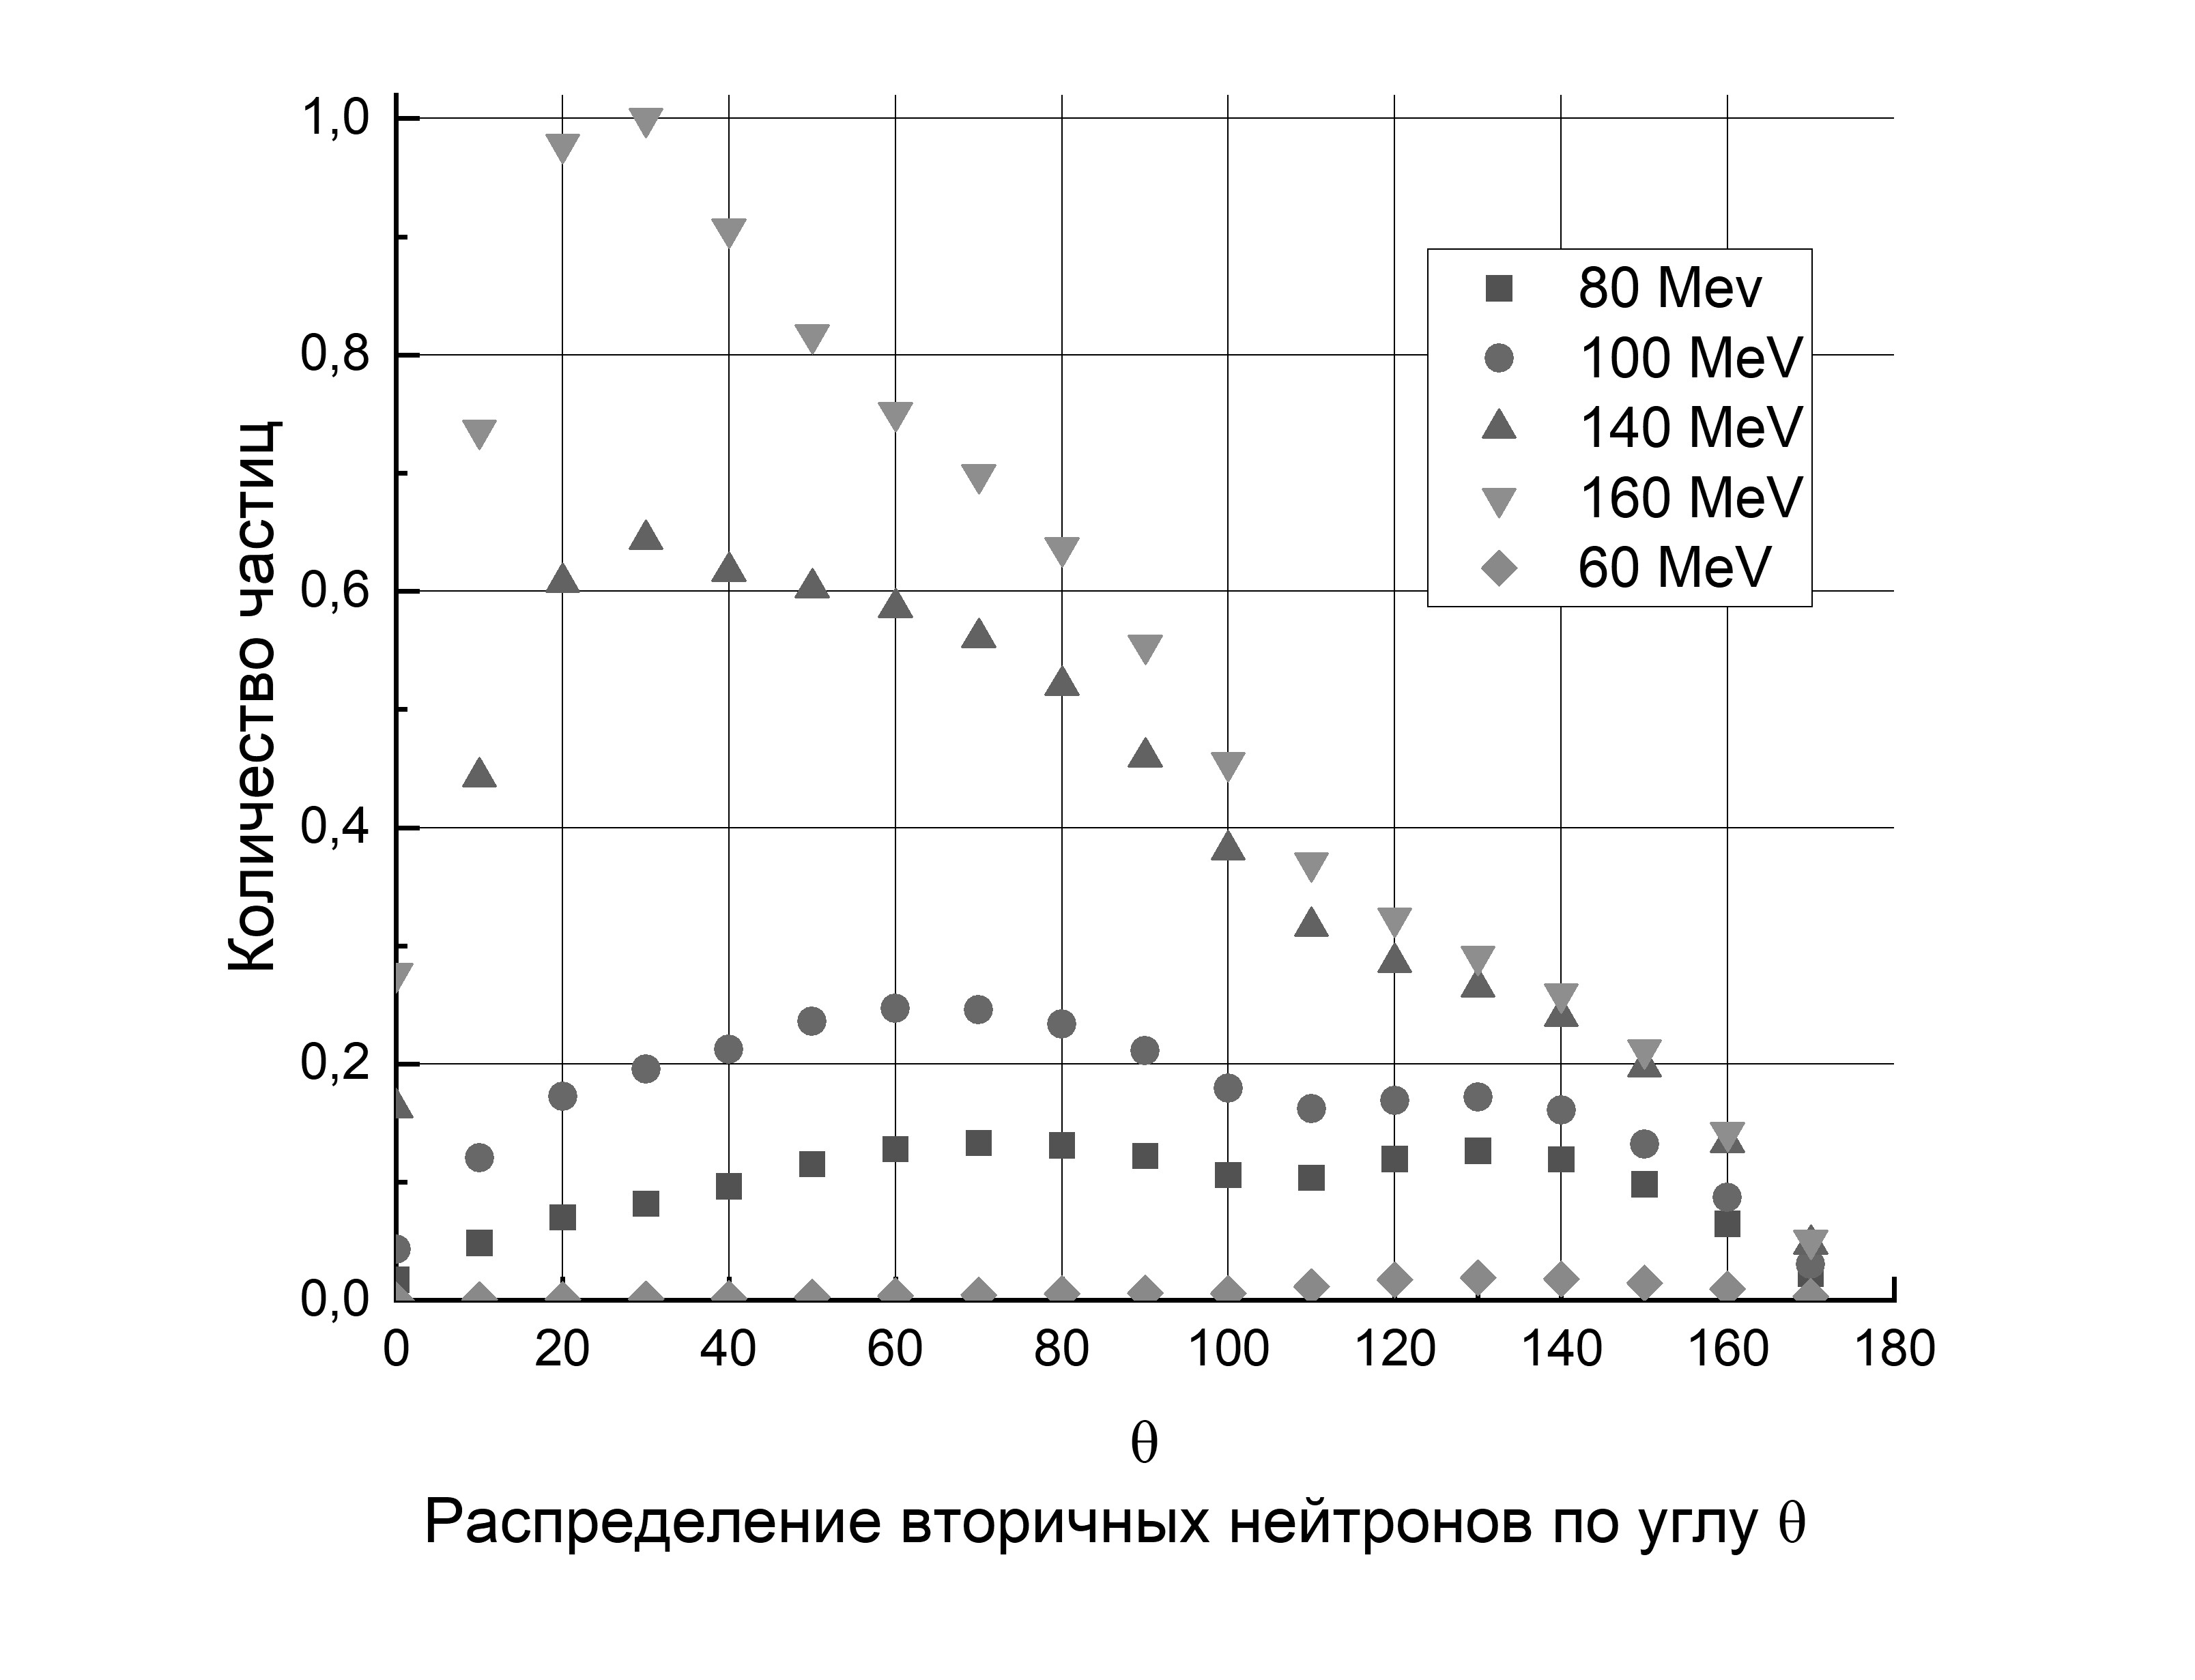 1,0
0,8
0,6
0,4
0,2
0,0
Количество частиц
80 Mev
100 MeV
140 MeV
160 MeV
60 MeV
0 20 40 60 80 100 120 140 160 180
θ
Распределение вторичных нейтронов по углу θ